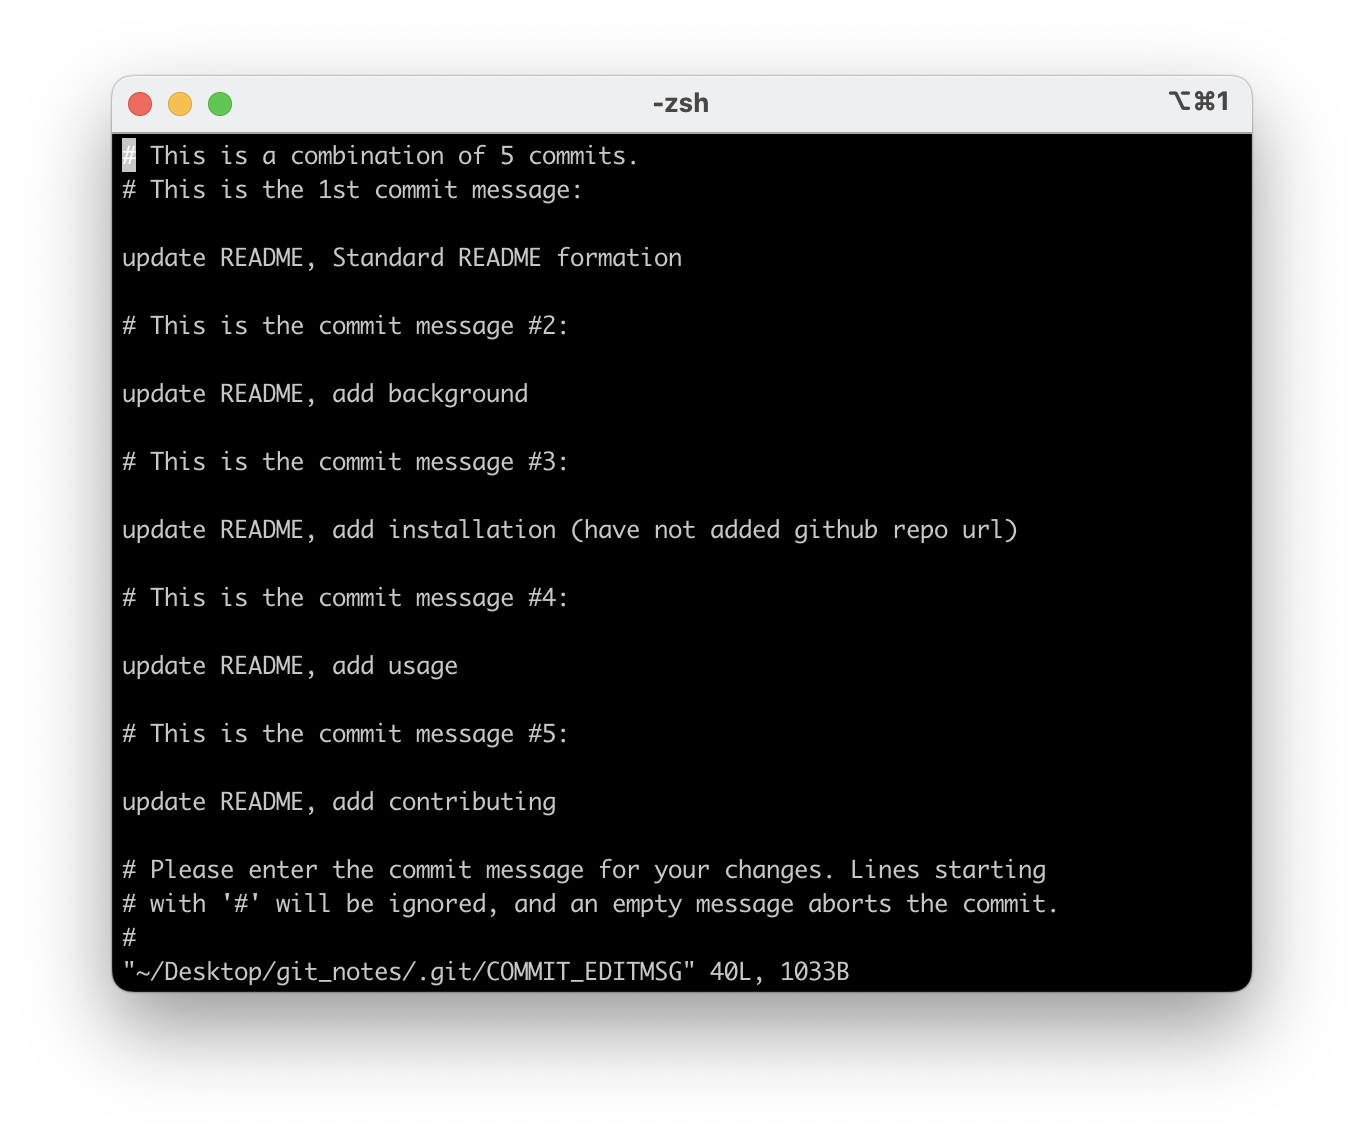 -zsh
⌥⌘1
# This is a combination of 5 commits.
# This is the 1st commit message:
update README, Standard README formation
# This is the commit message #2:
update README, add background
# This is the commit message #3:
update README, add installation (have not added github repo url)
# This is the commit message #4:
update README, add usage
# This is the commit message #5:
update README, add contributing
# Please enter the commit message for your changes. Lines starting
# with '#' will be ignored, and an empty message aborts the commit.
#
"~/Desktop/git_notes/.git/COMMIT_EDITMSG" 40L, 1033B